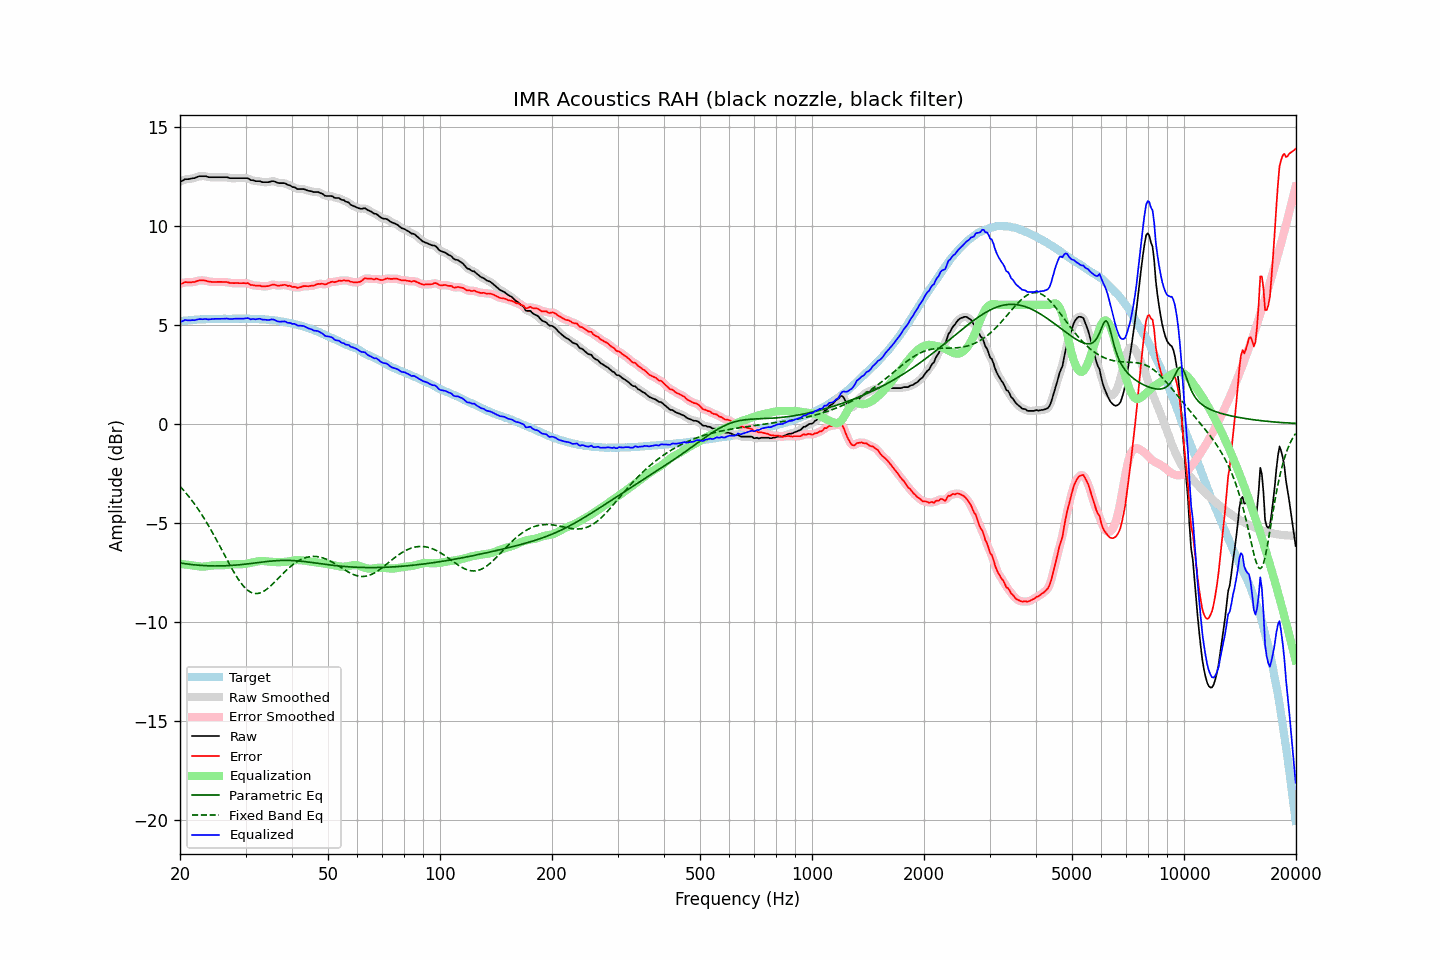 IMR Acoustics RAH (black nozzle, black filter)
15
10
5
0
−5
−10
−15
−20
Amplitude (dBr)
Target
Raw Smoothed
Error Smoothed
Raw
Error
Equalization
Parametric Eq
Fixed Band Eq
Equalized
20 50 100 200 500 1000 2000 5000 10000 20000
Frequency (Hz)